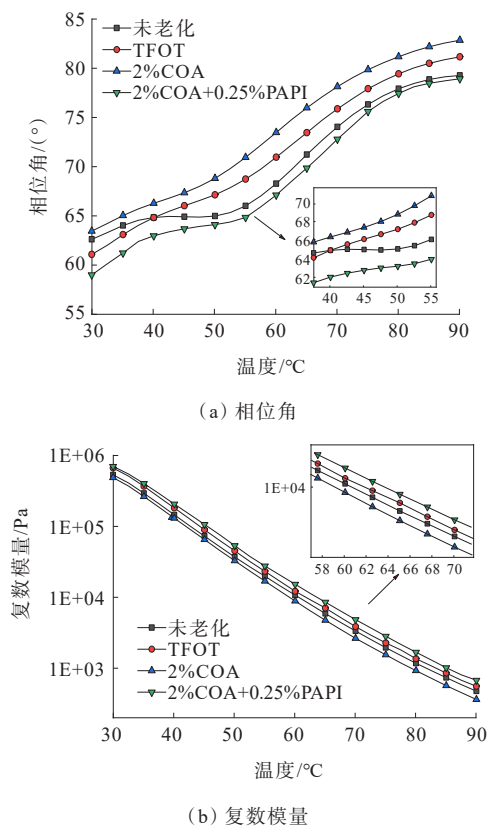 85
80
75
70
65
60
55
相位角/(°)
未老化
TFOT
2%COA
2%COA+0.25%PAPI
70
68
66
64
62
40 45 50 55
30 40 50 60 70 80 90
温度/℃
(a) 相位角
1E+06
1E+05
1E+04
1E+03
复数模量/Pa
1E+04
58 60 62 64 66 68 70
未老化
TFOT
2%COA
2%COA+0.25%PAPI
30 40 50 60 70 80 90
温度/℃
(b) 复数模量